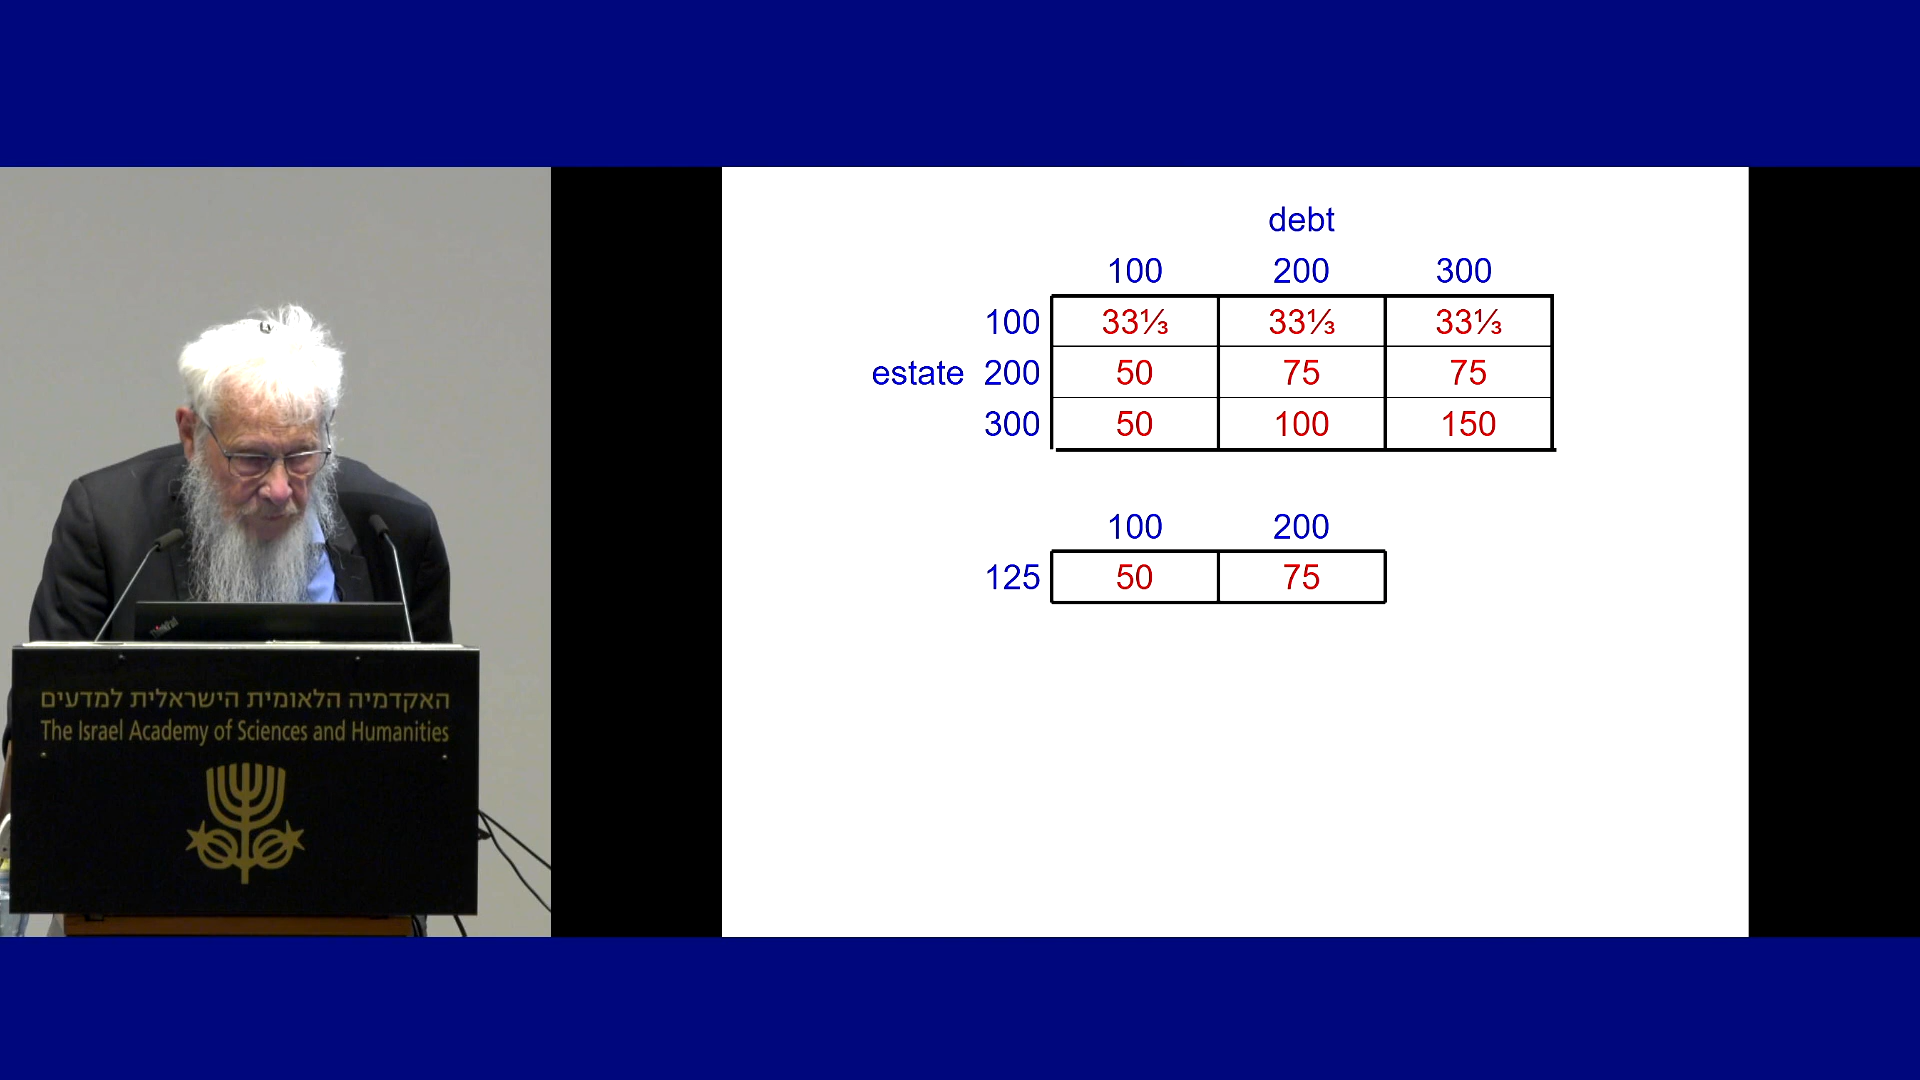 debt
100 200 300
100 33⅓ 33⅓ 33⅓
estate 200 50 75 75
300 50 100 150
100 200
125 50 75
האקדמיה הלאומית הישראלית למדעים
The Israel Academy of Sciences and Humanities